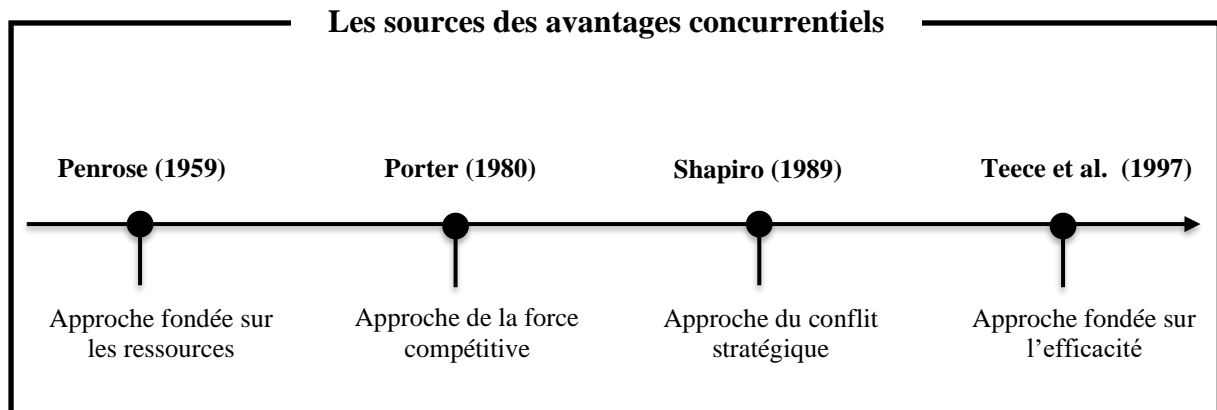 Les sources des avantages concurrentiels
Penrose (1959)
Porter (1980)
Shapiro (1989)
Teece et al. (1997)
Approche fondée sur
les ressources
Approche de la force
compétitive
Approche du conflit
stratégique
Approche fondée sur
l’efficacité